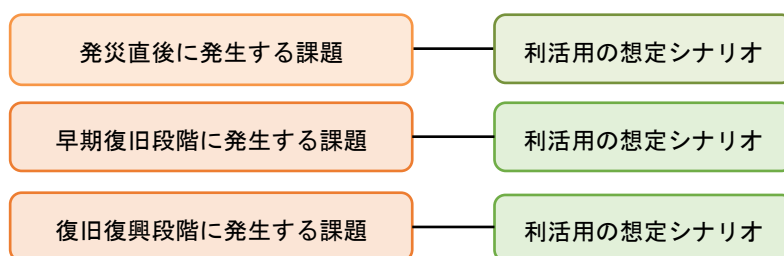 発災直後に発生する課題
利活用の想定シナリオ
早期復旧段階に発生する課題
利活用の想定シナリオ
復旧復興段階に発生する課題
利活用の想定シナリオ